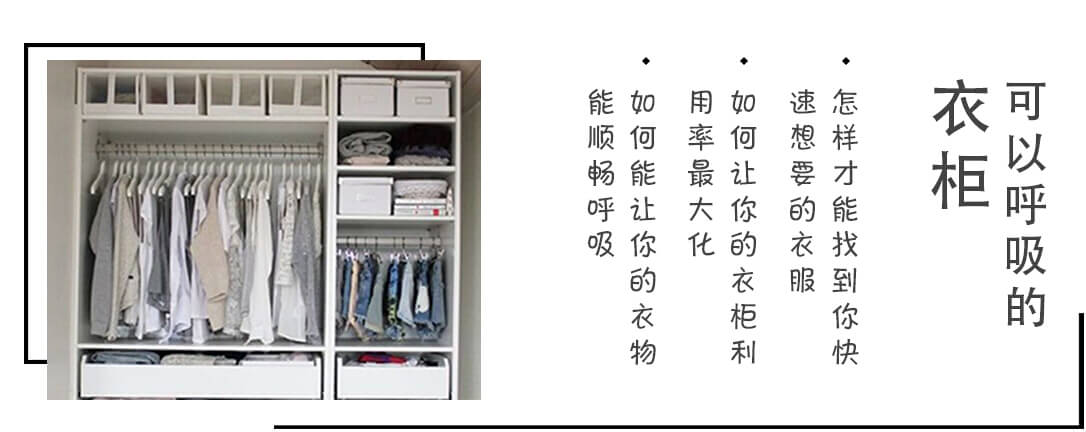 可以呼吸的
衣柜
怎样才能找到你快
速想要的衣服
如何让你的衣柜利
用率最大化
如何能让你的衣物
能顺畅呼吸